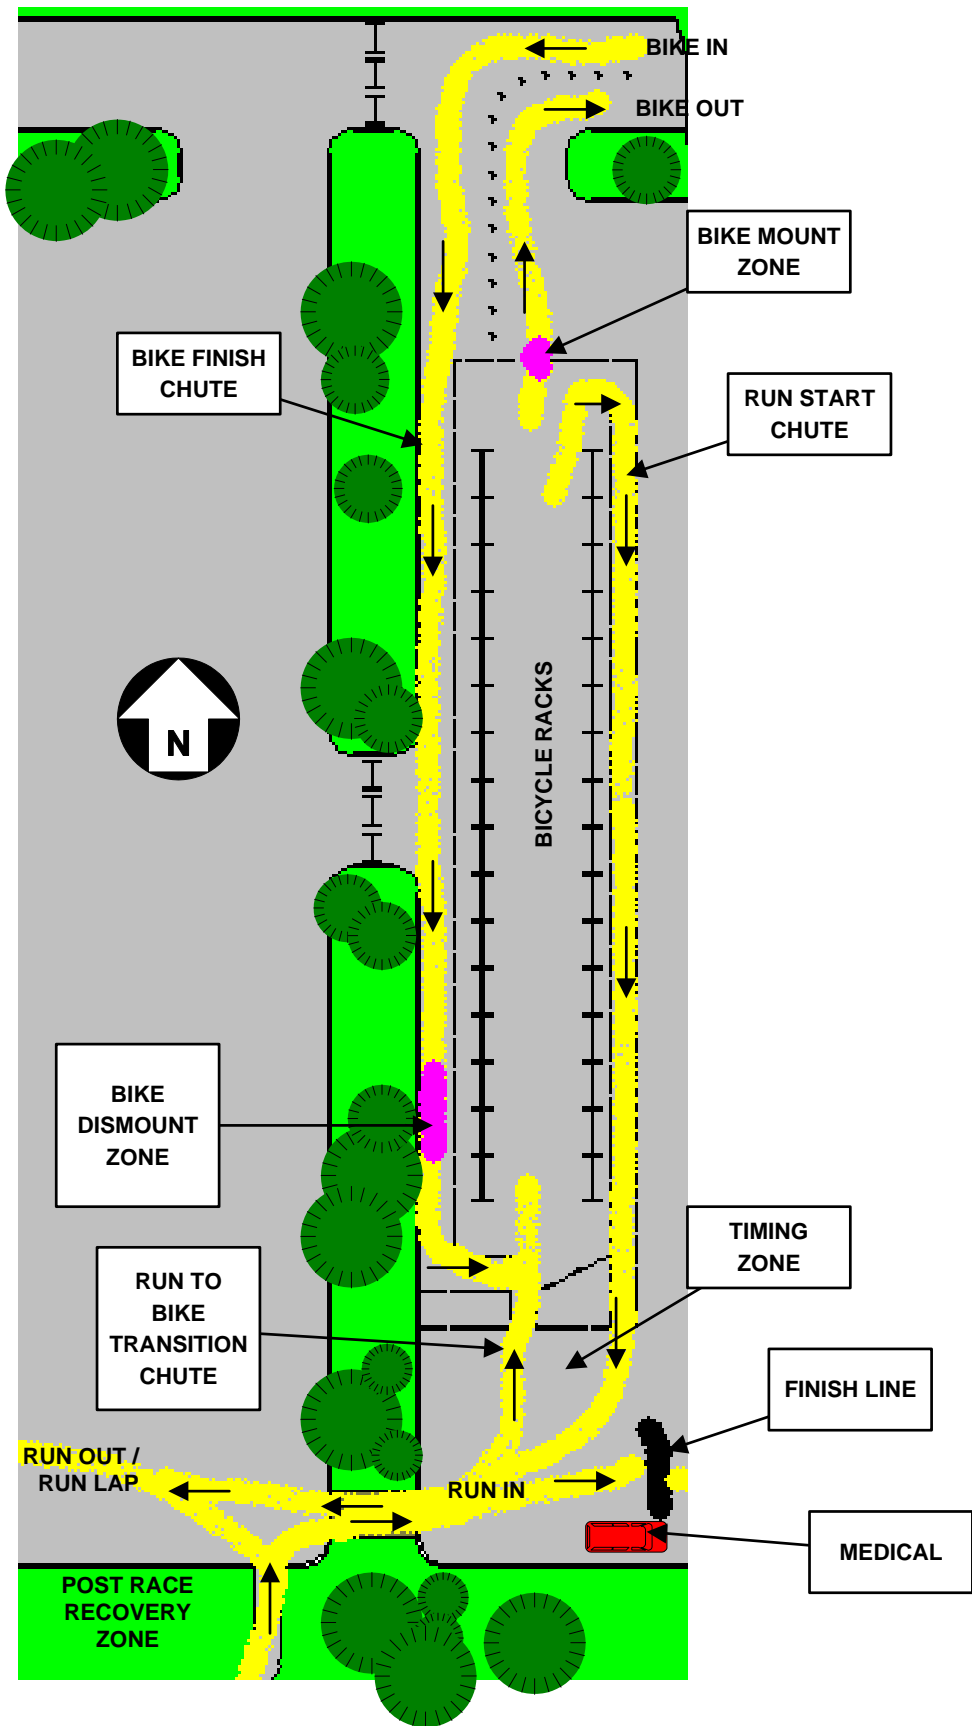 BIKE IN
BIKE OUT
BIKE MOUNT
ZONE
BIKE FINISH
CHUTE
RUN START
CHUTE
BICYCLE RACKS
N
BIKE
DISMOUNT
ZONE
TIMING
ZONE
RUN TO
BIKE
TRANSITION
CHUTE
FINISH LINE
RUN OUT /
RUN LAP
RUN IN
MEDICAL
POST RACE
RECOVERY
ZONE